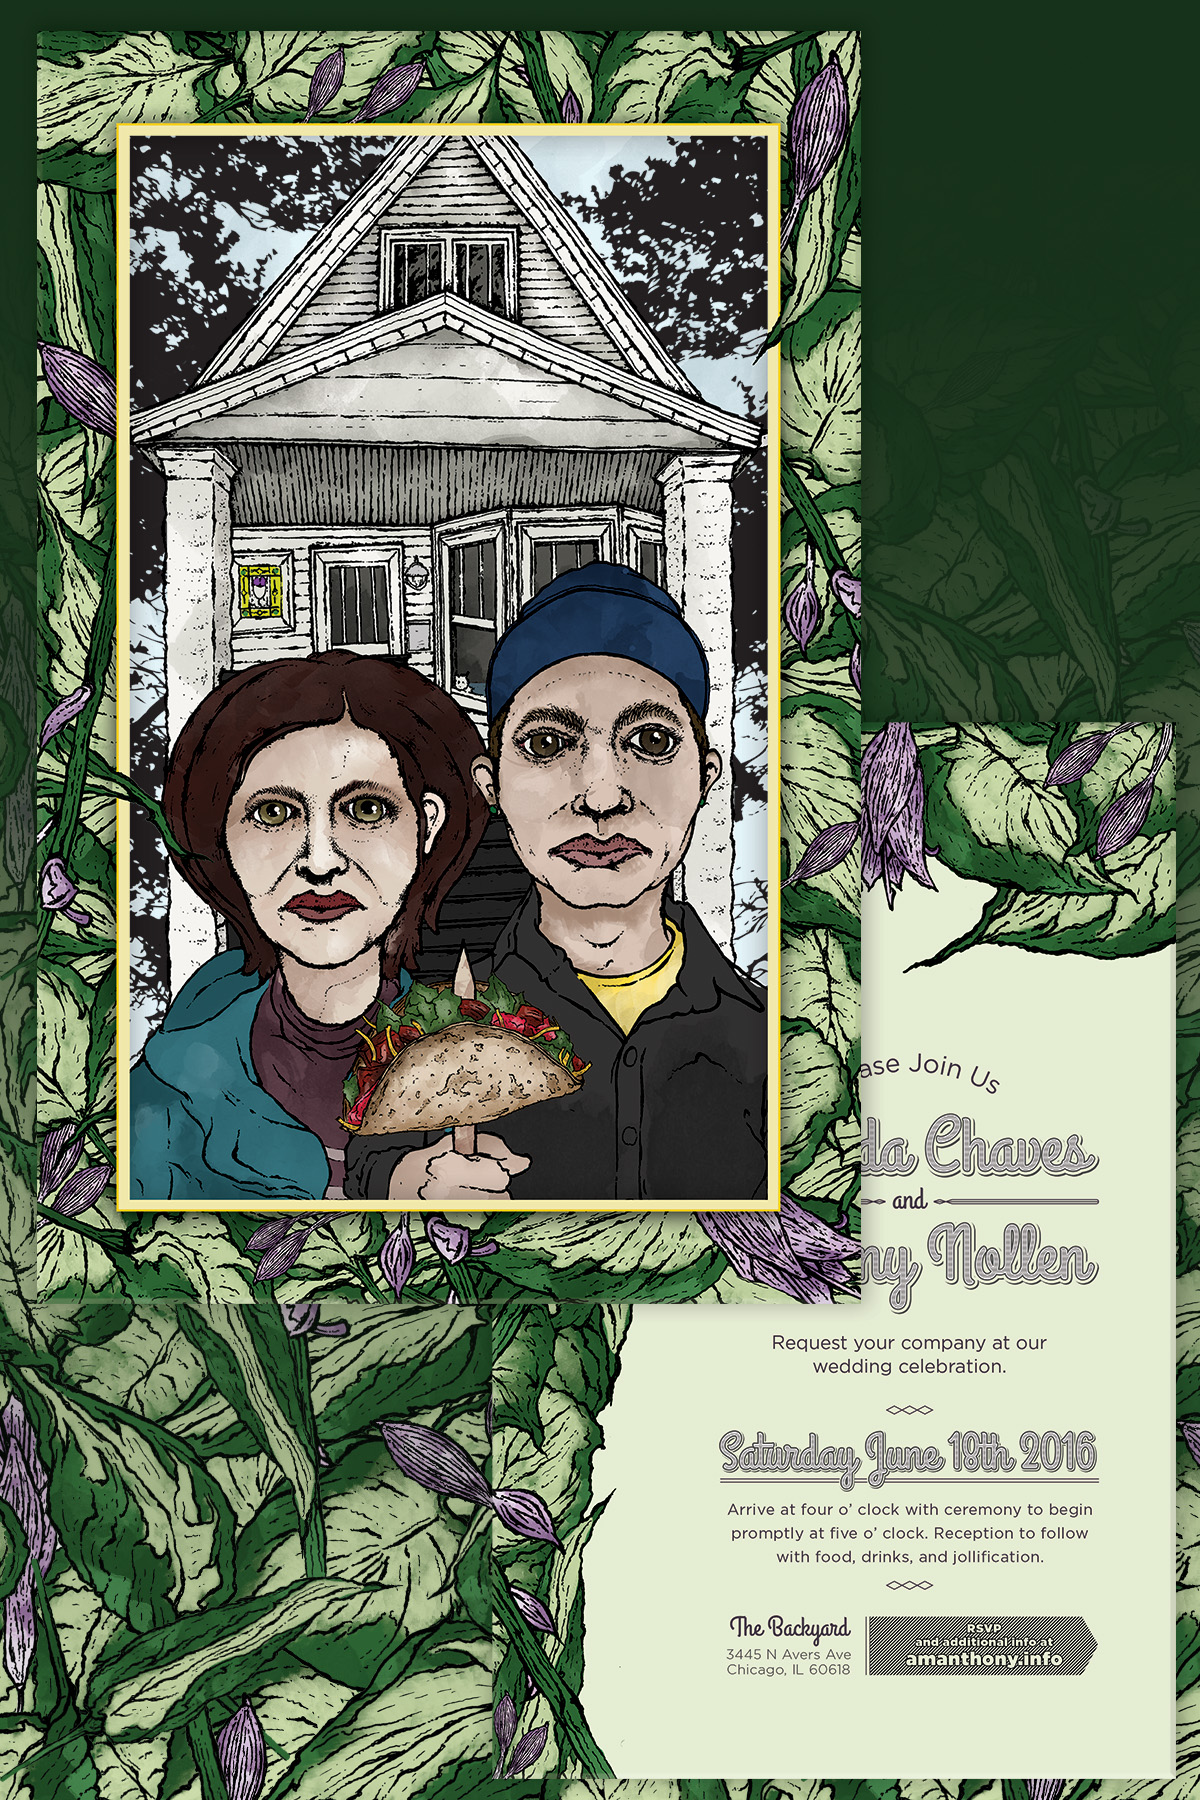 ase Join Us
da Chaves
and
ny Nollen
Request your company at our
wedding celebration.
Saturday June 18th 2016
Arrive at four o' clock with ceremony to begin
promptly at five o' clock. Reception to follow
with food, drinks, and jollification.
The Backyard
3445 N Avers Ave
Chicago, IL 60618
RSVP
and additional info at
amanthony.info